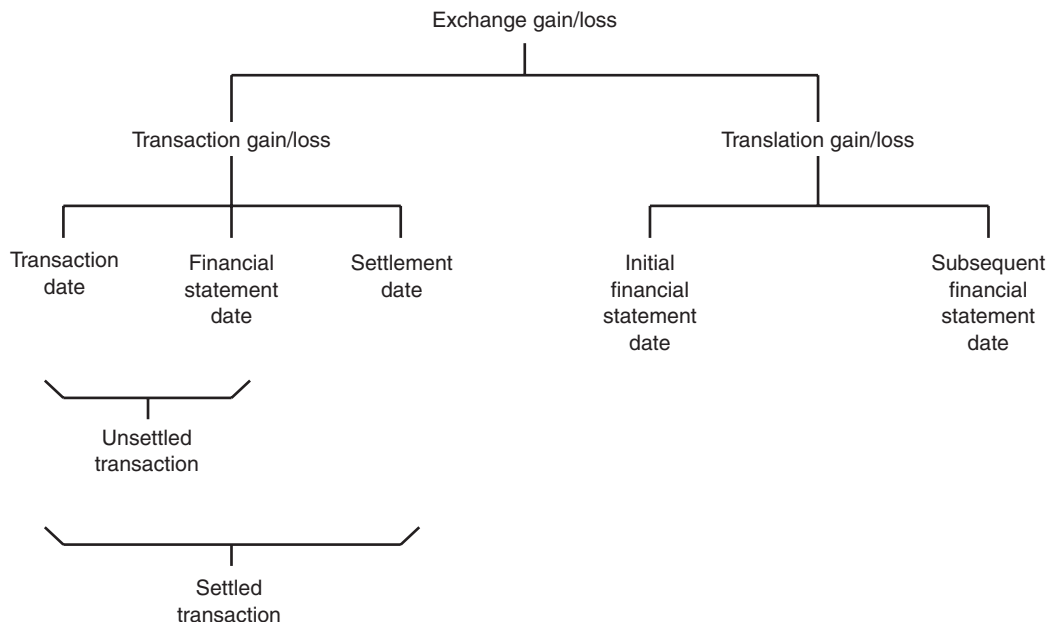 Exchange gain/loss
Transaction gain/loss
Translation gain/loss
Transaction
date
Financial
statement
date
Settlement
date
Initial
financial
statement
date
Subsequent
financial
statement
date
Unsettled
transaction
Settled
transaction